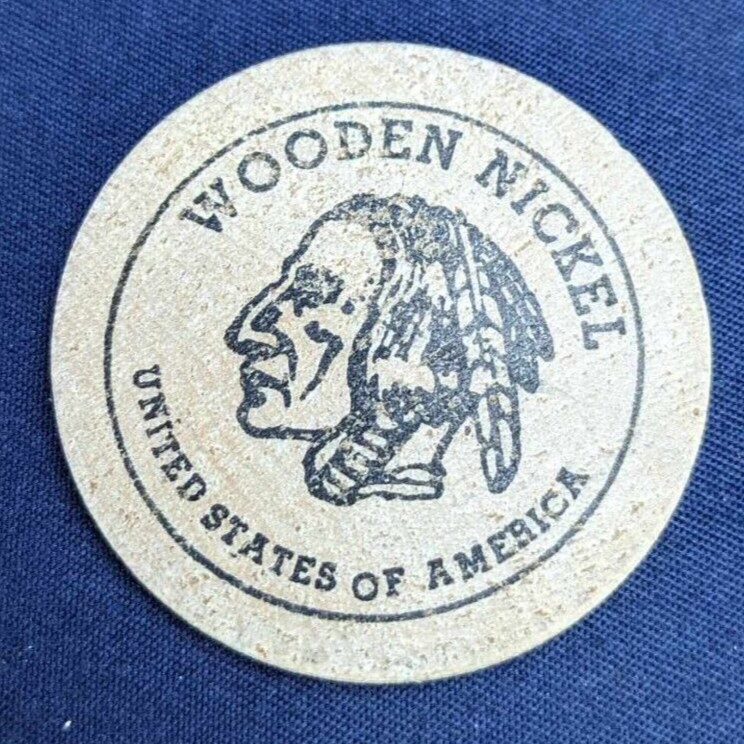 WOODEN NICKEL
UNITED STATES OF AMERICA